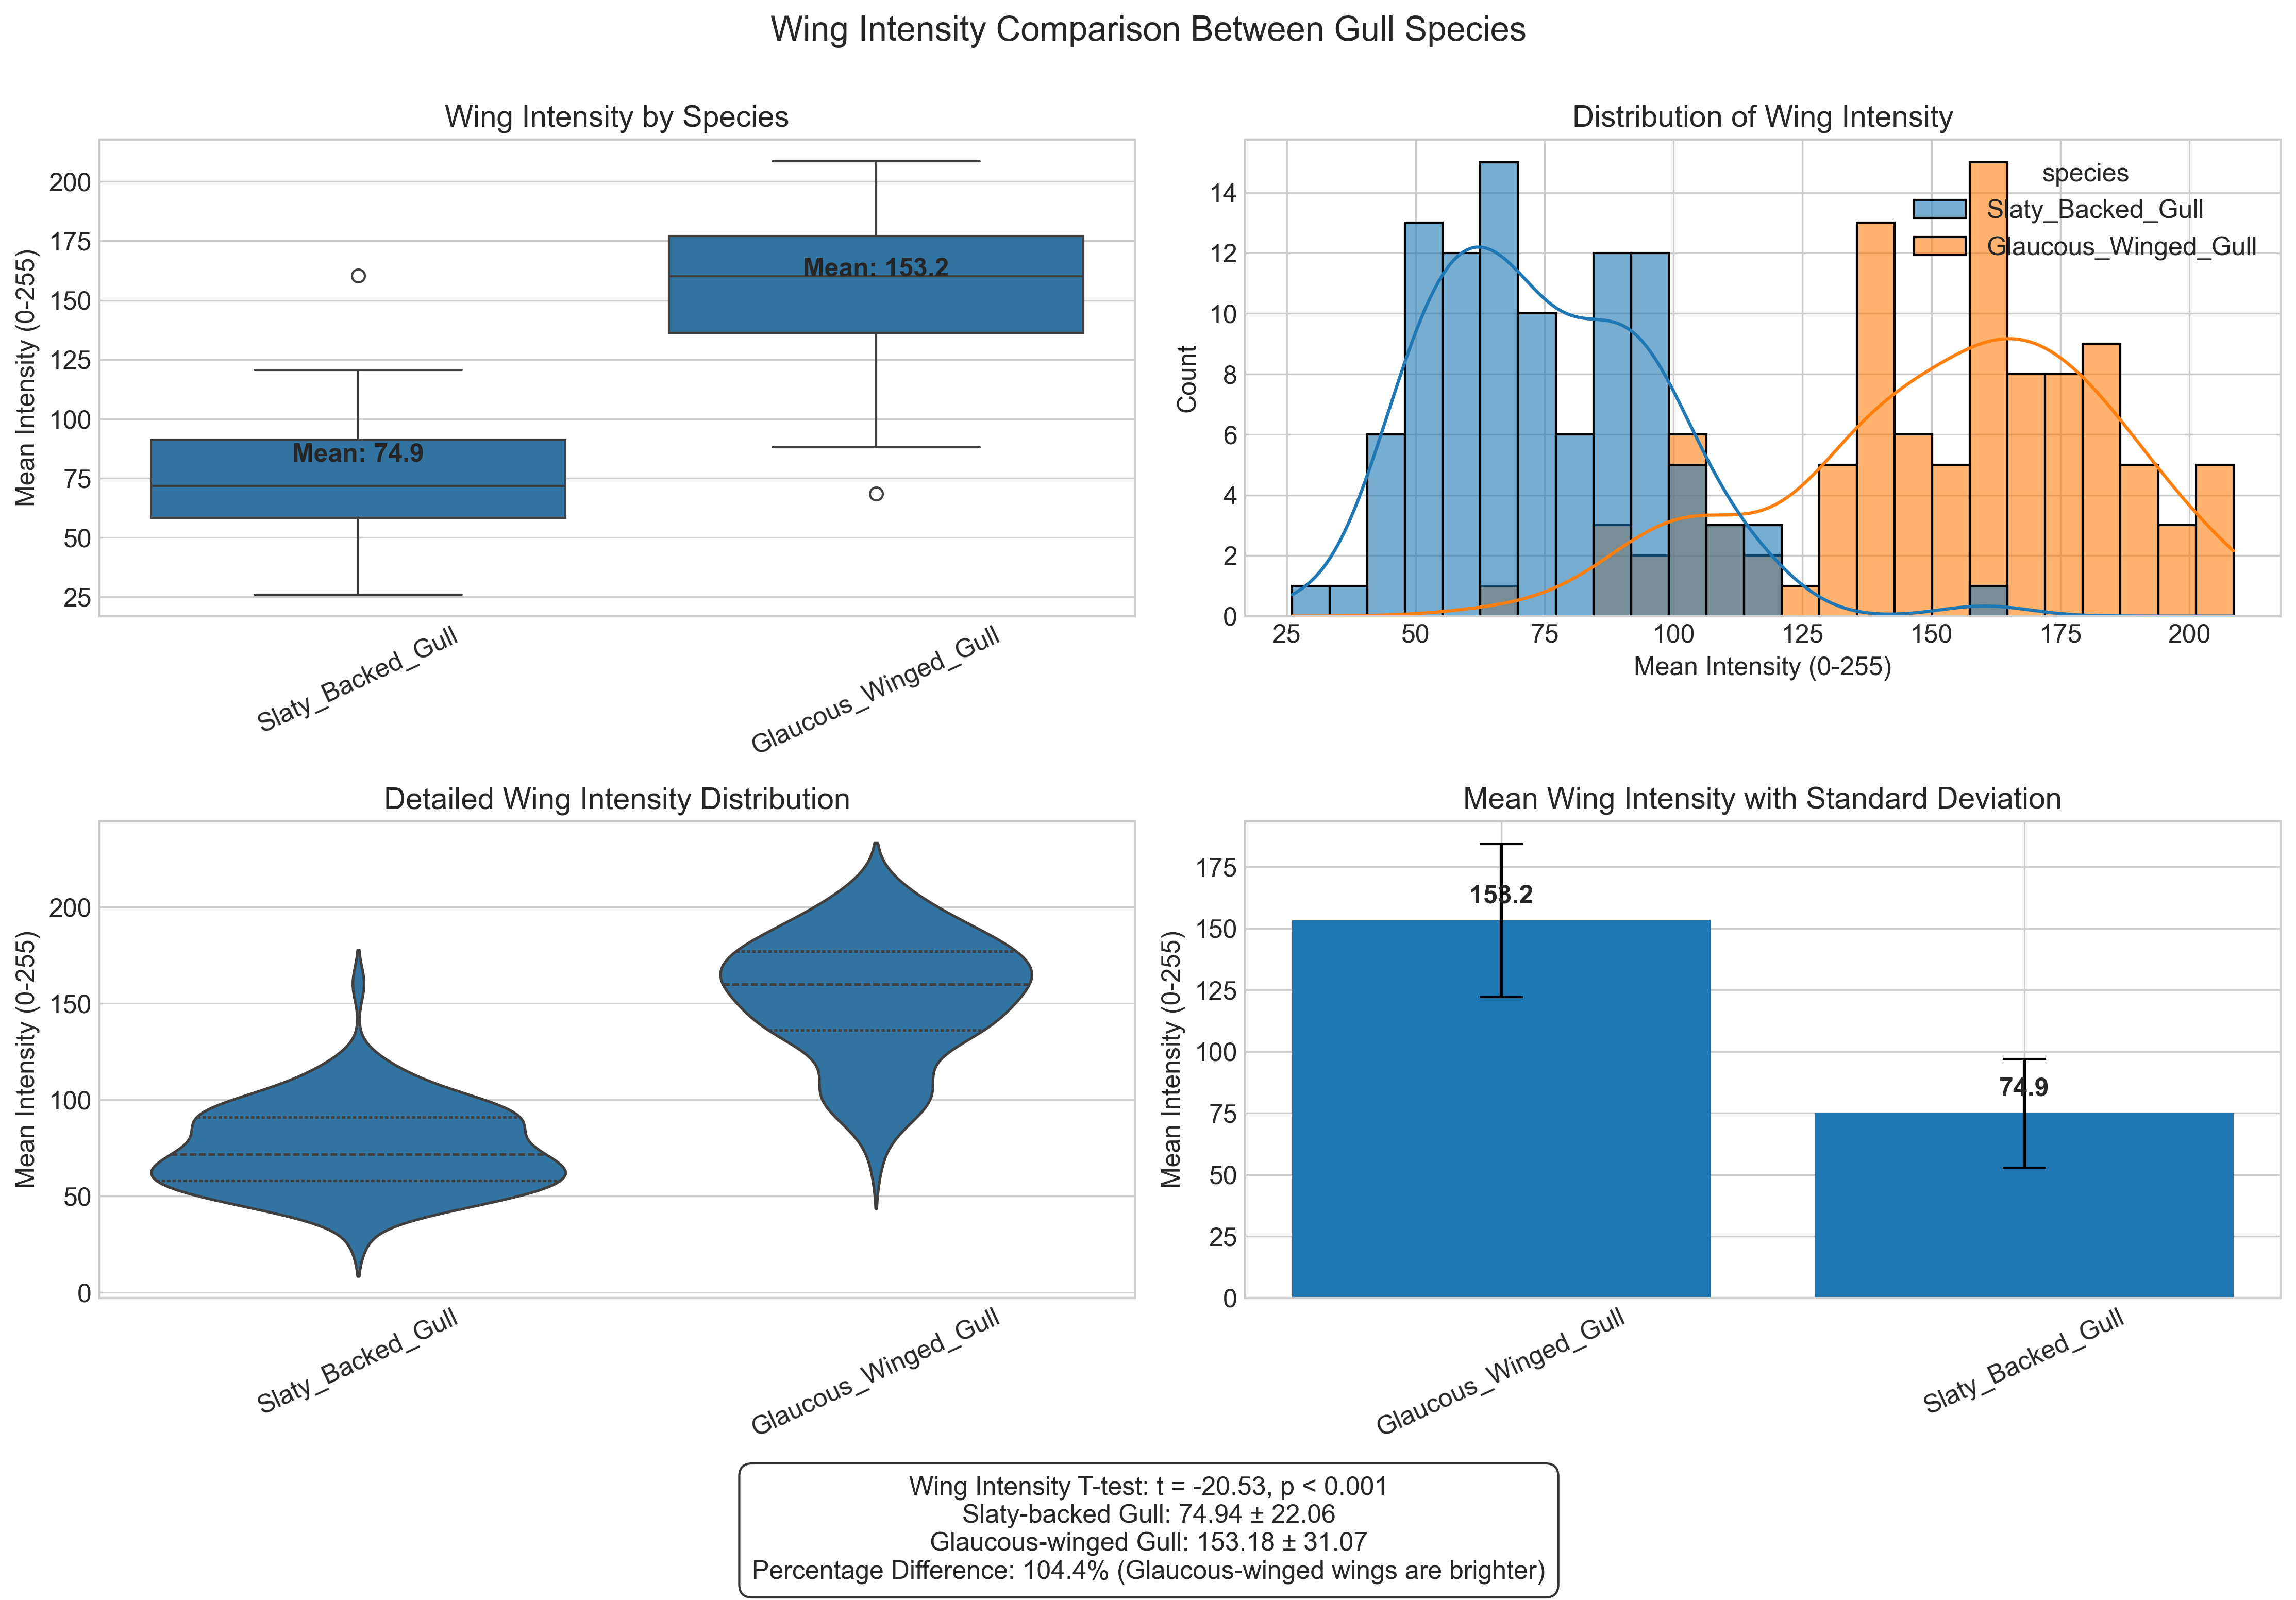 Wing Intensity Comparison Between Gull Species
Wing Intensity by Species
Mean Intensity (0-255)
200
175
150
125
100
75
50
25
Mean: 74.9
Mean: 153.2
Slaty_Backed_Gull
Glaucous_Winged_Gull
Distribution of Wing Intensity
Count
14
12
10
8
6
4
2
0
species
Slaty_Backed_Gull
Glaucous_Winged_Gull
25
50
75
100
125
150
175
200
Mean Intensity (0-255)
Detailed Wing Intensity Distribution
Mean Intensity (0-255)
200
150
100
50
0
Slaty_Backed_Gull
Glaucous_Winged_Gull
Mean Wing Intensity with Standard Deviation
Mean Intensity (0-255)
175
150
125
100
75
50
25
0
153.2
74.9
Glaucous_Winged_Gull
Slaty_Backed_Gull
Wing Intensity T-test: t = -20.53, p < 0.001
Slaty-backed Gull: 74.94 ± 22.06
Glaucous-winged Gull: 153.18 ± 31.07
Percentage Difference: 104.4% (Glaucous-winged wings are brighter)